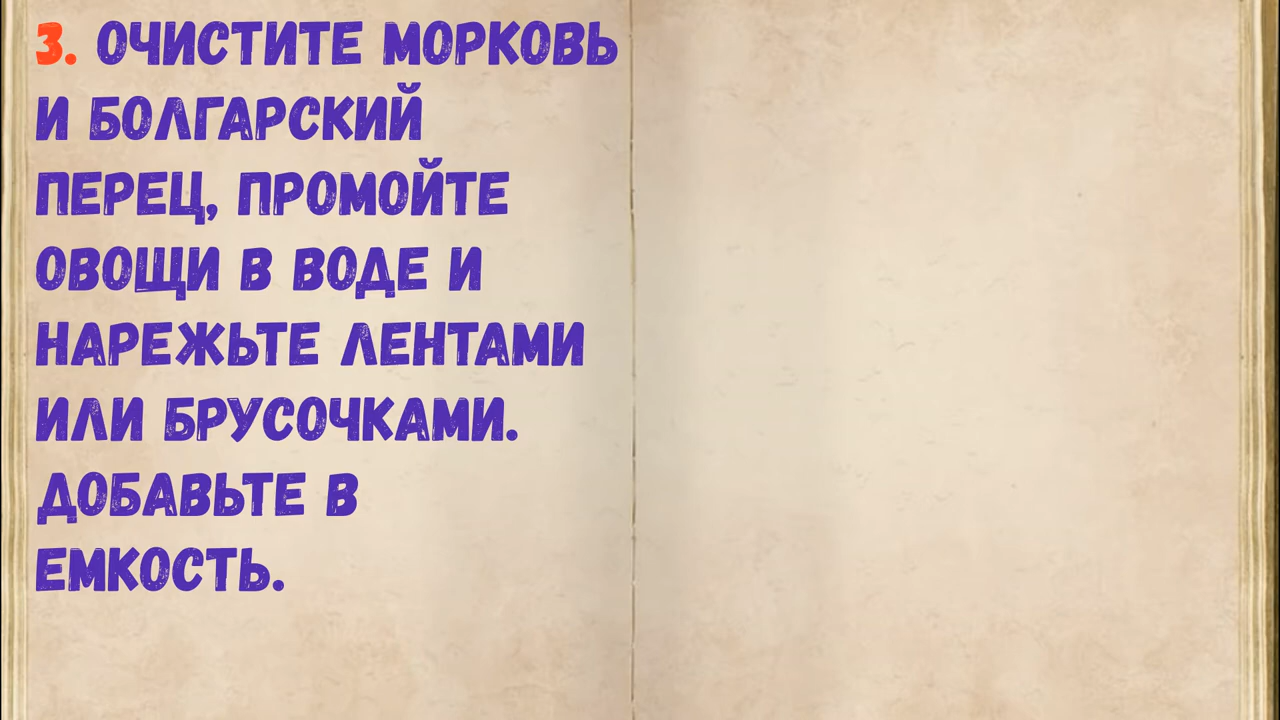 3. ОЧИСТИТЕ МОРКОВЬ
И БОЛГАРСКИЙ
ПЕРЕЦ, ПРОМОЙТЕ
ОВОЩИ В ВОДЕ И
НАРЕЖЬТЕ ЛЕНТАМИ
ИЛИ БРУСОЧКАМИ.
ДОБАВЬТЕ В
ЕМКОСТЬ.